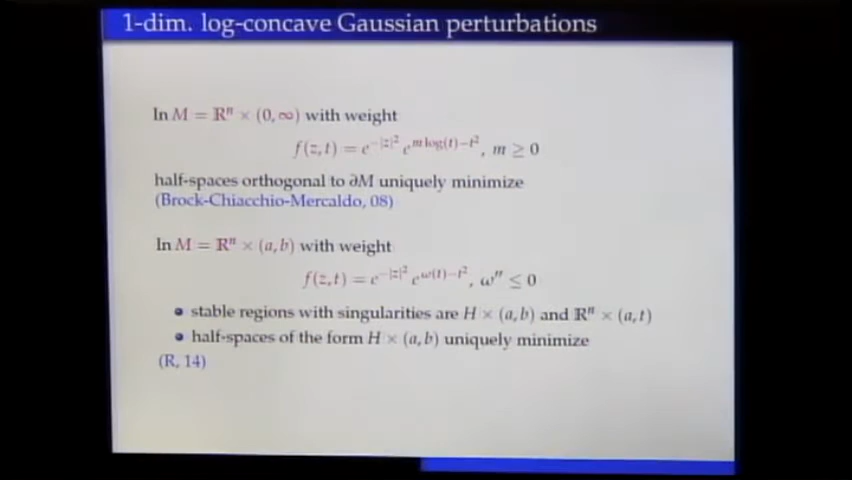 1-dim. log-concave Gaussian perturbations
In M = ℝⁿ × (0, ∞) with weight
f(z, t) = e^{−|z|²} e^{m log(t)−t²}, m ≥ 0
half-spaces orthogonal to ∂M uniquely minimize
(Brock-Chiacchio-Mercaldo, 08)
In M = ℝⁿ × (a, b) with weight
f(z, t) = e^{−|z|²} e^{ω(t)−t²}, ω″ ≤ 0
• stable regions with singularities are H × (a, b) and ℝⁿ × (a, t)
• half-spaces of the form H × (a, b) uniquely minimize
(R, 14)